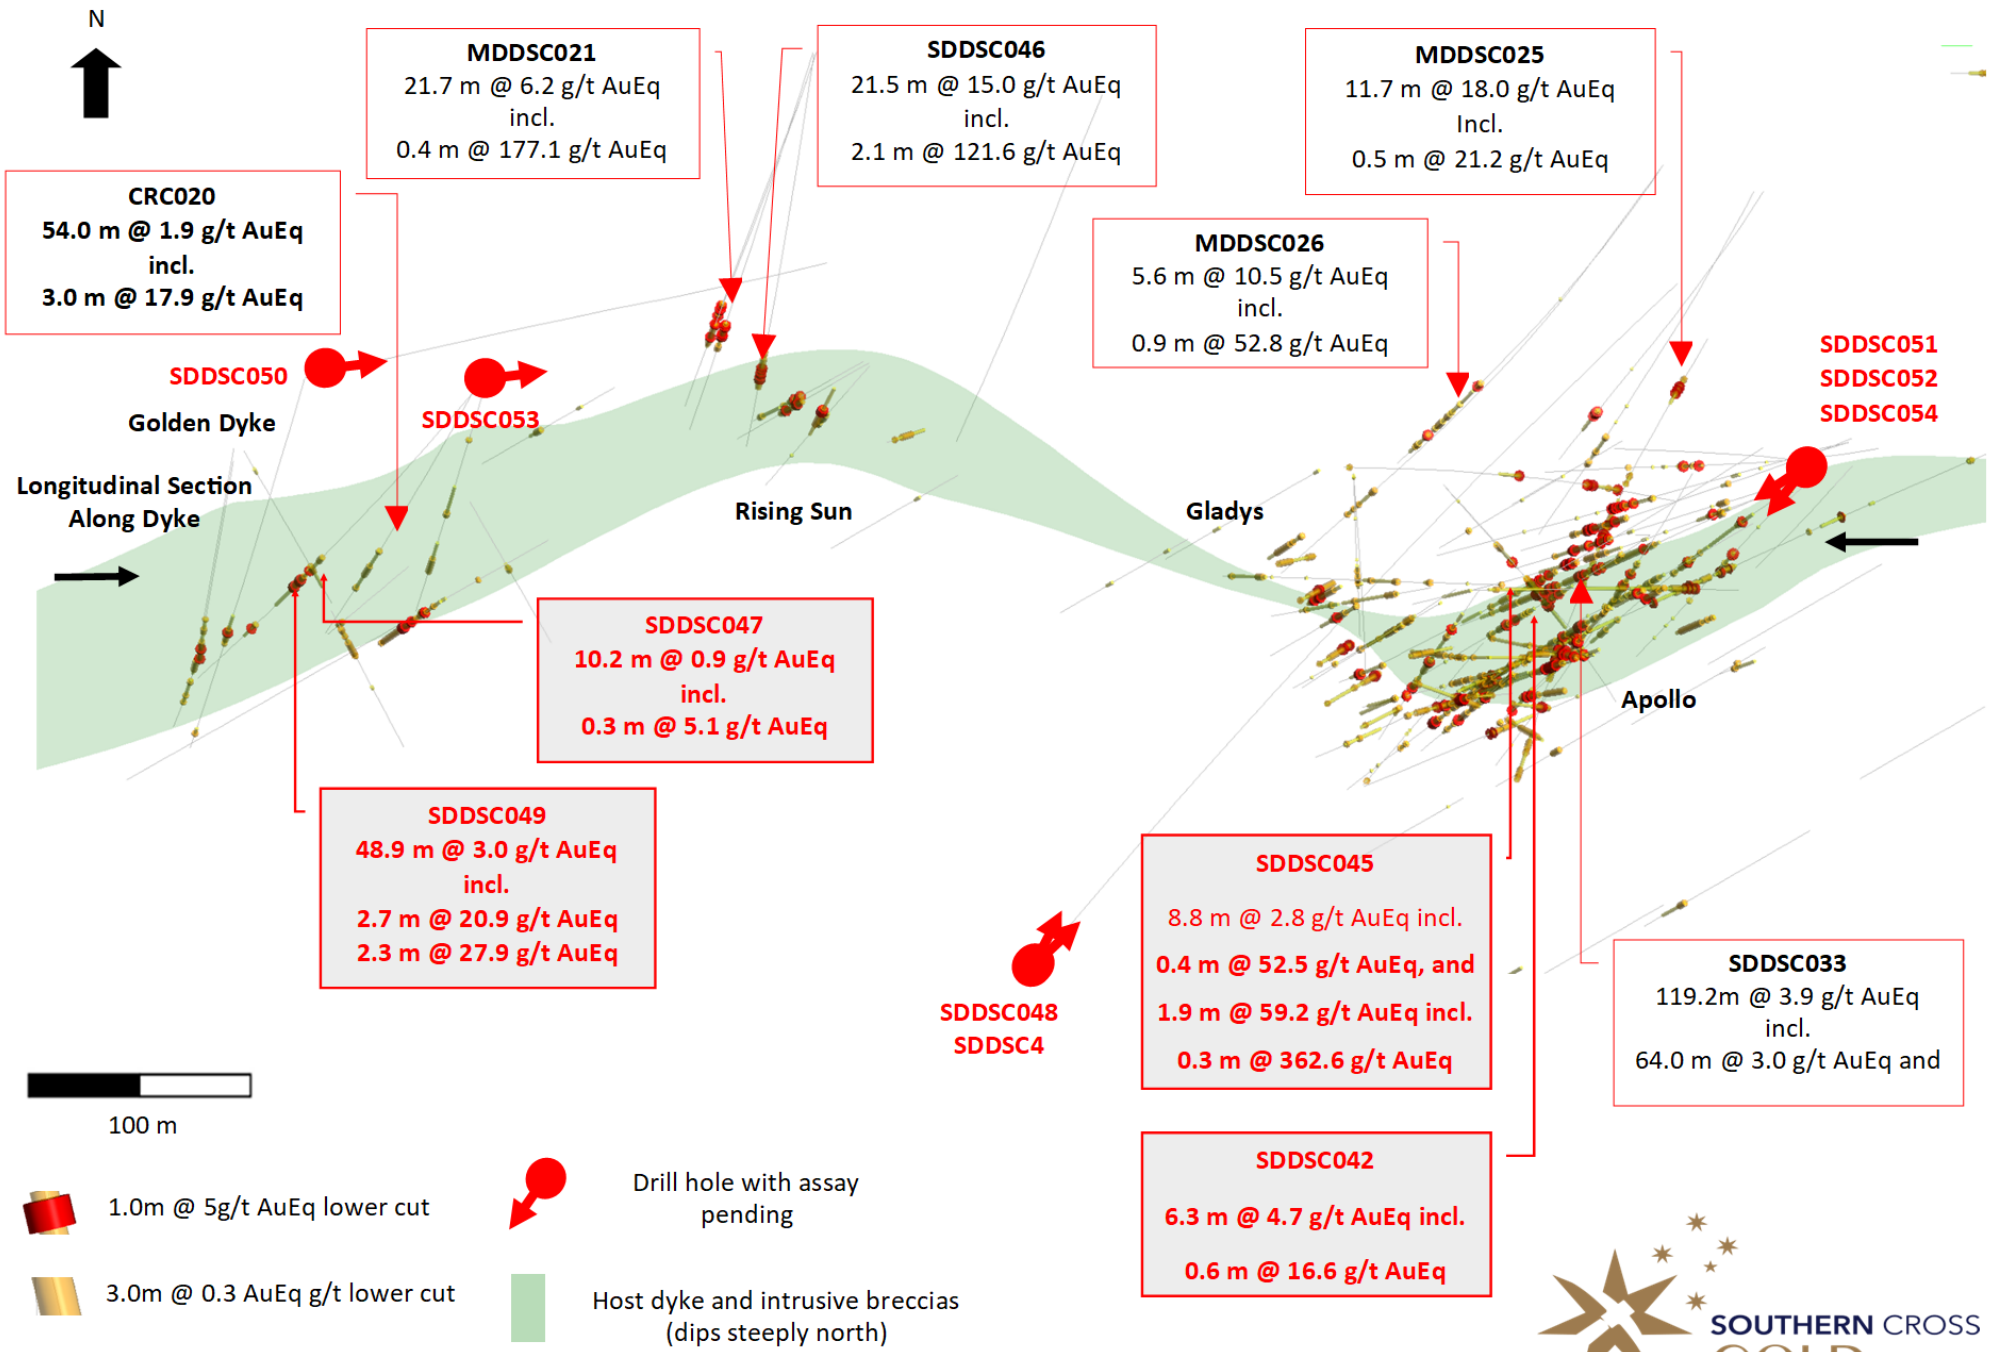 N
MDDSC021
21.7 m @ 6.2 g/t AuEq
incl.
0.4 m @ 177.1 g/t AuEq
SDDSC046
21.5 m @ 15.0 g/t AuEq
incl.
2.1 m @ 121.6 g/t AuEq
MDDSC025
11.7 m @ 18.0 g/t AuEq
Incl.
0.5 m @ 21.2 g/t AuEq
CRC020
54.0 m @ 1.9 g/t AuEq
incl.
3.0 m @ 17.9 g/t AuEq
MDDSC026
5.6 m @ 10.5 g/t AuEq
incl.
0.9 m @ 52.8 g/t AuEq
SDDSC051
SDDSC052
SDDSC054
SDDSC050
Golden Dyke
SDDSC053
Longitudinal Section
Along Dyke
Rising Sun
Gladys
Apollo
SDDSC047
10.2 m @ 0.9 g/t AuEq
incl.
0.3 m @ 5.1 g/t AuEq
SDDSC049
48.9 m @ 3.0 g/t AuEq
incl.
2.7 m @ 20.9 g/t AuEq
2.3 m @ 27.9 g/t AuEq
SDDSC048
SDDSC4
SDDSC045
8.8 m @ 2.8 g/t AuEq incl.
0.4 m @ 52.5 g/t AuEq, and
1.9 m @ 59.2 g/t AuEq incl.
0.3 m @ 362.6 g/t AuEq
SDDSC033
119.2m @ 3.9 g/t AuEq
incl.
64.0 m @ 3.0 g/t AuEq and
SDDSC042
6.3 m @ 4.7 g/t AuEq incl.
0.6 m @ 16.6 g/t AuEq
100 m
1.0m @ 5g/t AuEq lower cut
3.0m @ 0.3 AuEq g/t lower cut
Drill hole with assay
pending
Host dyke and intrusive breccias
(dips steeply north)
SOUTHERN CROSS
GOLD